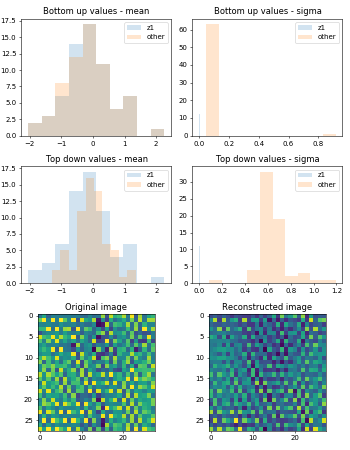 Bottom up values - mean
17.5
15.0
12.5
10.0
7.5
5.0
2.5
0.0
−2 −1 0 1 2
z1
other
Bottom up values - sigma
60
50
40
30
20
10
0
0.0 0.2 0.4 0.6 0.8
z1
other
Top down values - mean
17.5
15.0
12.5
10.0
7.5
5.0
2.5
0.0
−2 −1 0 1 2
z1
other
Top down values - sigma
30
25
20
15
10
5
0
0.0 0.2 0.4 0.6 0.8 1.0 1.2
z1
other
Original image
0
5
10
15
20
25
0 10 20
Reconstructed image
0
5
10
15
20
25
0 10 20